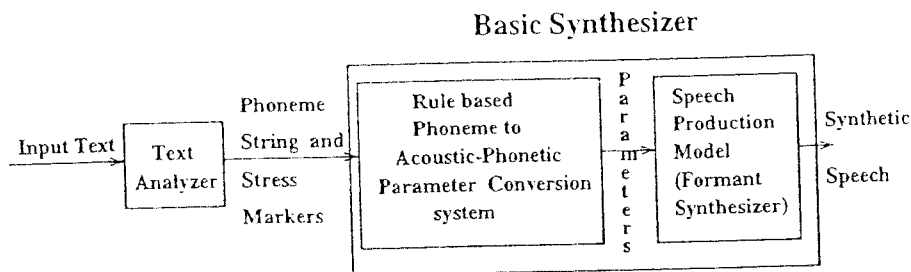 Basic Synthesizer
Input Text
Text
Analyzer
Phoneme
String and
Stress
Markers
Rule based
Phoneme to
Acoustic-Phonetic
Parameter Conversion
system
Parameters
Speech
Production
Model
(Formant
Synthesizer)
Synthetic
Speech